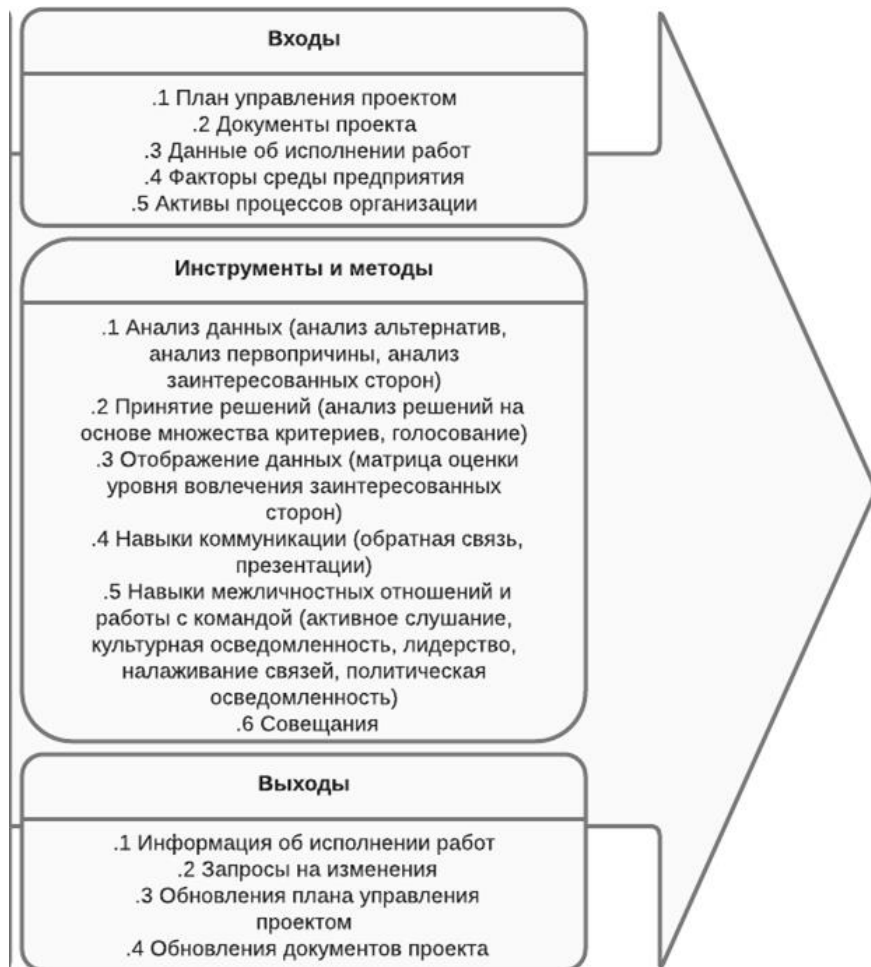 Входы
.1 План управления проектом
.2 Документы проекта
.3 Данные об исполнении работ
.4 Факторы среды предприятия
.5 Активы процессов организации
Инструменты и методы
.1 Анализ данных (анализ альтернатив,
анализ первопричины, анализ
заинтересованных сторон)
.2 Принятие решений (анализ решений на
основе множества критериев, голосование)
.3 Отображение данных (матрица оценки
уровня вовлечения заинтересованных
сторон)
.4 Навыки коммуникации (обратная связь,
презентации)
.5 Навыки межличностных отношений и
работы с командой (активное слушание,
культурная осведомленность, лидерство,
налаживание связей, политическая
осведомленность)
.6 Совещания
Выходы
.1 Информация об исполнении работ
.2 Запросы на изменения
.3 Обновления плана управления
проектом
.4 Обновления документов проекта